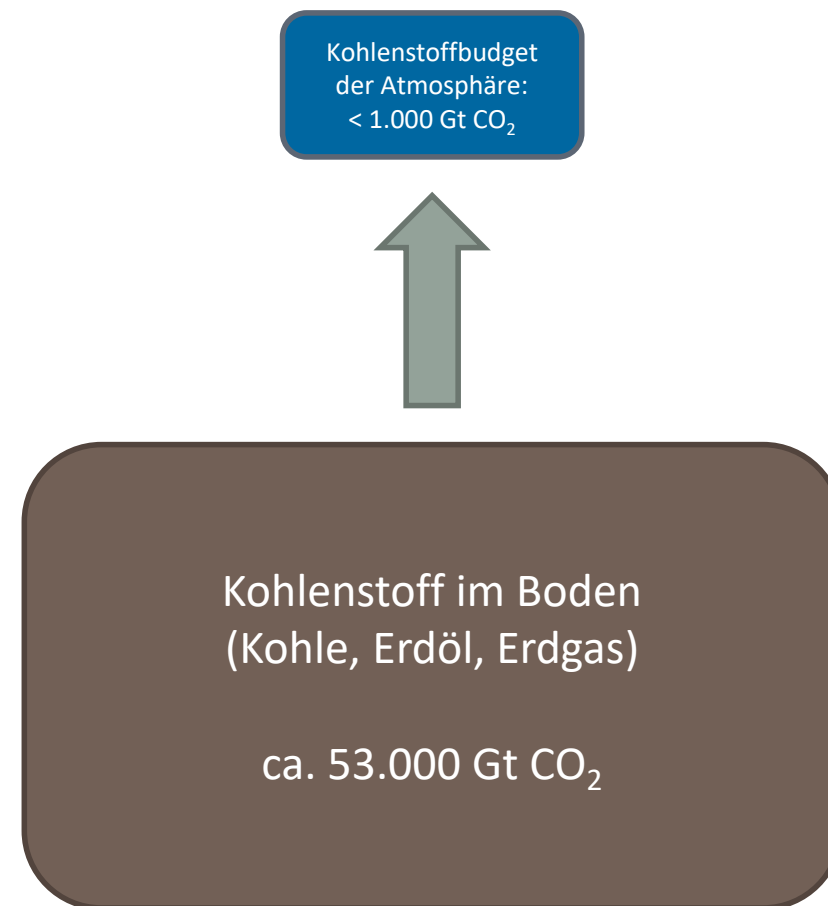 Kohlenstoffbudget
der Atmosphäre:
< 1.000 Gt CO₂
Kohlenstoff im Boden
(Kohle, Erdöl, Erdgas)
ca. 53.000 Gt CO₂